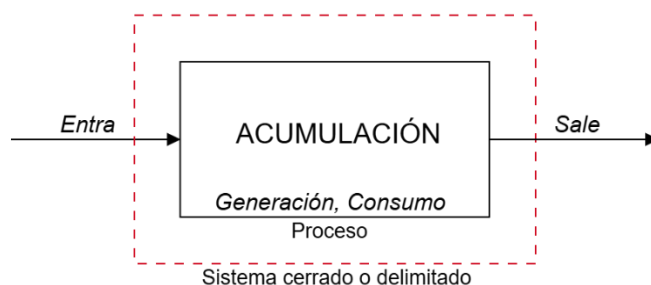 Entra
Sale
ACUMULACIÓN
Generación, Consumo
Proceso
Sistema cerrado o delimitado